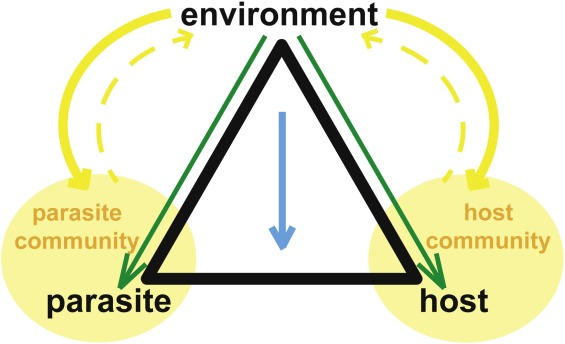 environment
parasite
community
host
community
parasite
host